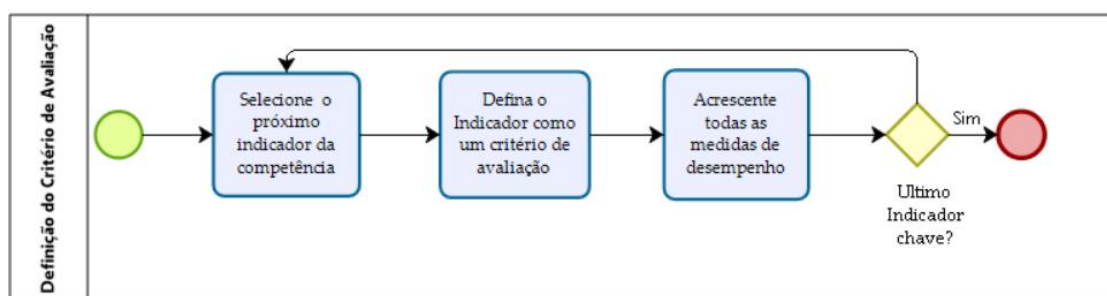 Definição do Critério de Avaliação
Selecione o
próximo
indicador da
competência
Defina o
Indicador como
um critério de
avaliação
Acrescente
todas as
medidas de
desempenho
Sim
Ultimo
Indicador
chave?